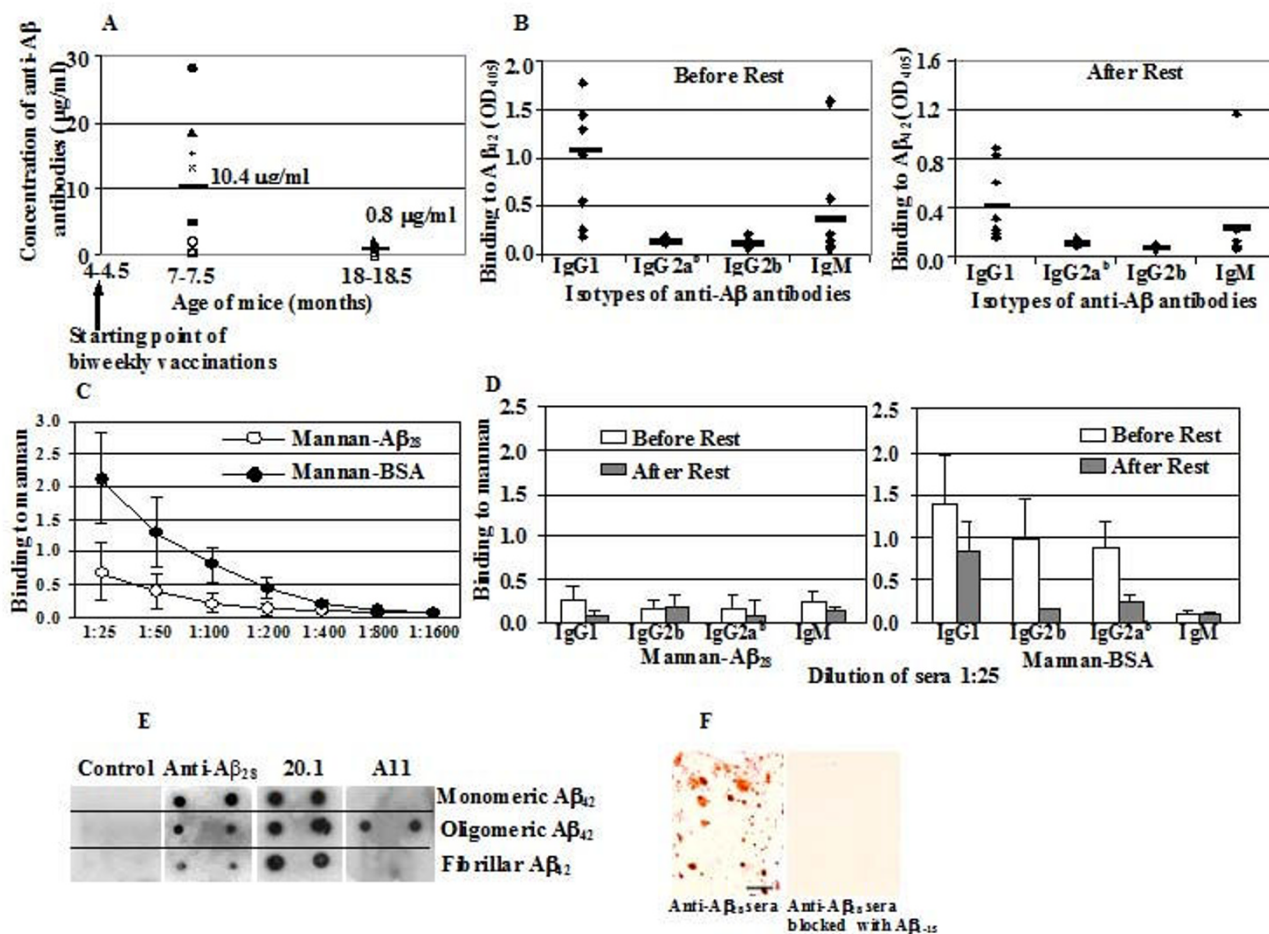 A
Concentration of anti-Aβ
antibodies (µg/ml)
30
20
10
0
10.4 µg/ml
0.8 µg/ml
4-4.5
7-7.5
18-18.5
Age of mice (months)
Starting point of
biweekly vaccinations
B
Binding to Aβ42 (OD405)
2.0
1.5
1.0
0.5
0.0
Before Rest
IgG1 IgG2aᵇ IgG2b IgM
Isotypes of anti-Aβ antibodies
Binding to Aβ42 (OD405)
1.6
1.2
0.8
0.4
0.0
After Rest
IgG1 IgG2aᵇ IgG2b IgM
Isotypes of anti-Aβ antibodies
C
Binding to mannan
3.0
2.5
2.0
1.5
1.0
0.5
0.0
Mannan-Aβ28
Mannan-BSA
1:25 1:50 1:100 1:200 1:400 1:800 1:1600
D
Binding to mannan
2.5
2.0
1.5
1.0
0.5
0.0
Before Rest
After Rest
IgG1 IgG2b IgG2aᵇ IgM
Mannan-Aβ28
2.5
2.0
1.5
1.0
0.5
0.0
Before Rest
After Rest
IgG1 IgG2b IgG2aᵇ IgM
Mannan-BSA
Dilution of sera 1:25
E
Control Anti-Aβ28 20.1 A11
Monomeric Aβ42
Oligomeric Aβ42
Fibrillar Aβ42
F
Anti-Aβ28 sera
Anti-Aβ28 sera
blocked with Aβ1-15